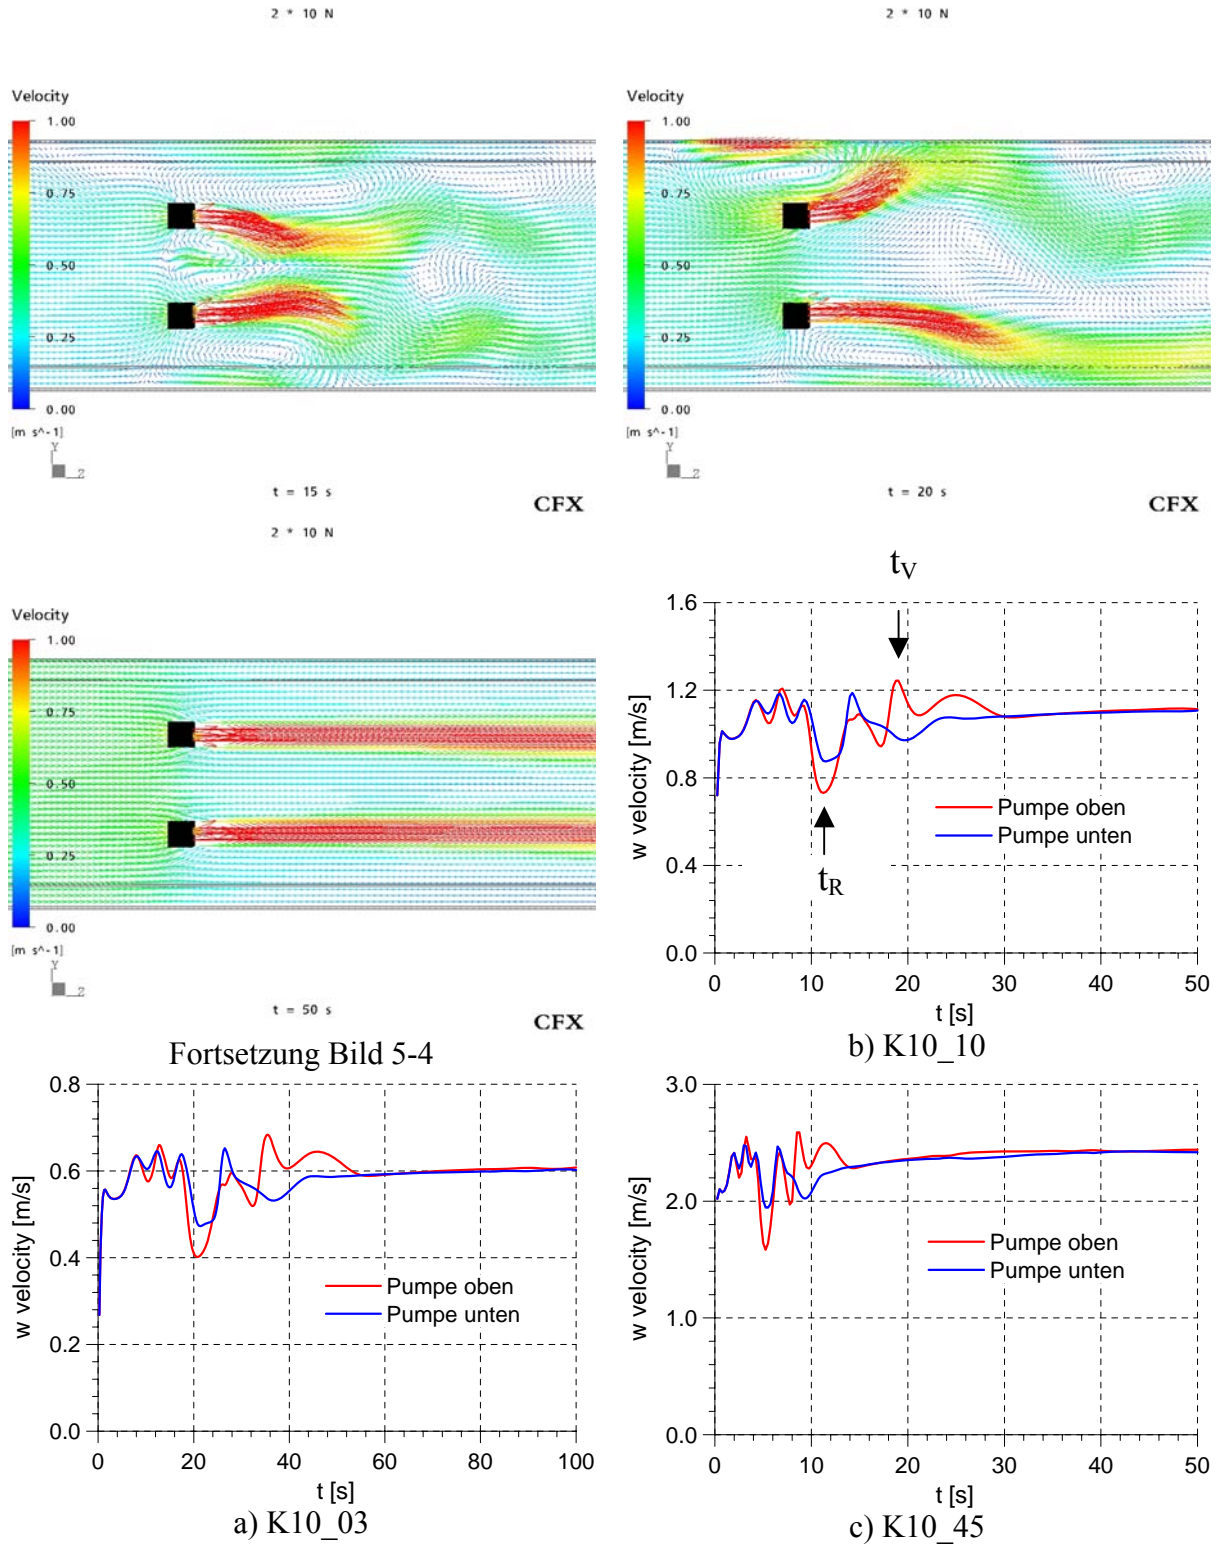 2 * 10 N
Velocity
1.00
0.75
0.50
0.25
0.00
[m s^-1]
Y
Z
t = 15 s
CFX
2 * 10 N
Velocity
1.00
0.75
0.50
0.25
0.00
[m s^-1]
Y
Z
t = 20 s
CFX
2 * 10 N
Velocity
1.00
0.75
0.50
0.25
0.00
[m s^-1]
Y
Z
t = 50 s
CFX
Fortsetzung Bild 5-4
tV
1.6
1.2
0.8
0.4
0.0
w velocity [m/s]
Pumpe oben
Pumpe unten
tR
0 10 20 30 40 50
t [s]
b) K10_10
0.8
0.6
0.4
0.2
0.0
w velocity [m/s]
Pumpe oben
Pumpe unten
0 20 40 60 80 100
t [s]
a) K10_03
3.0
2.0
1.0
0.0
w velocity [m/s]
Pumpe oben
Pumpe unten
0 10 20 30 40 50
t [s]
c) K10_45